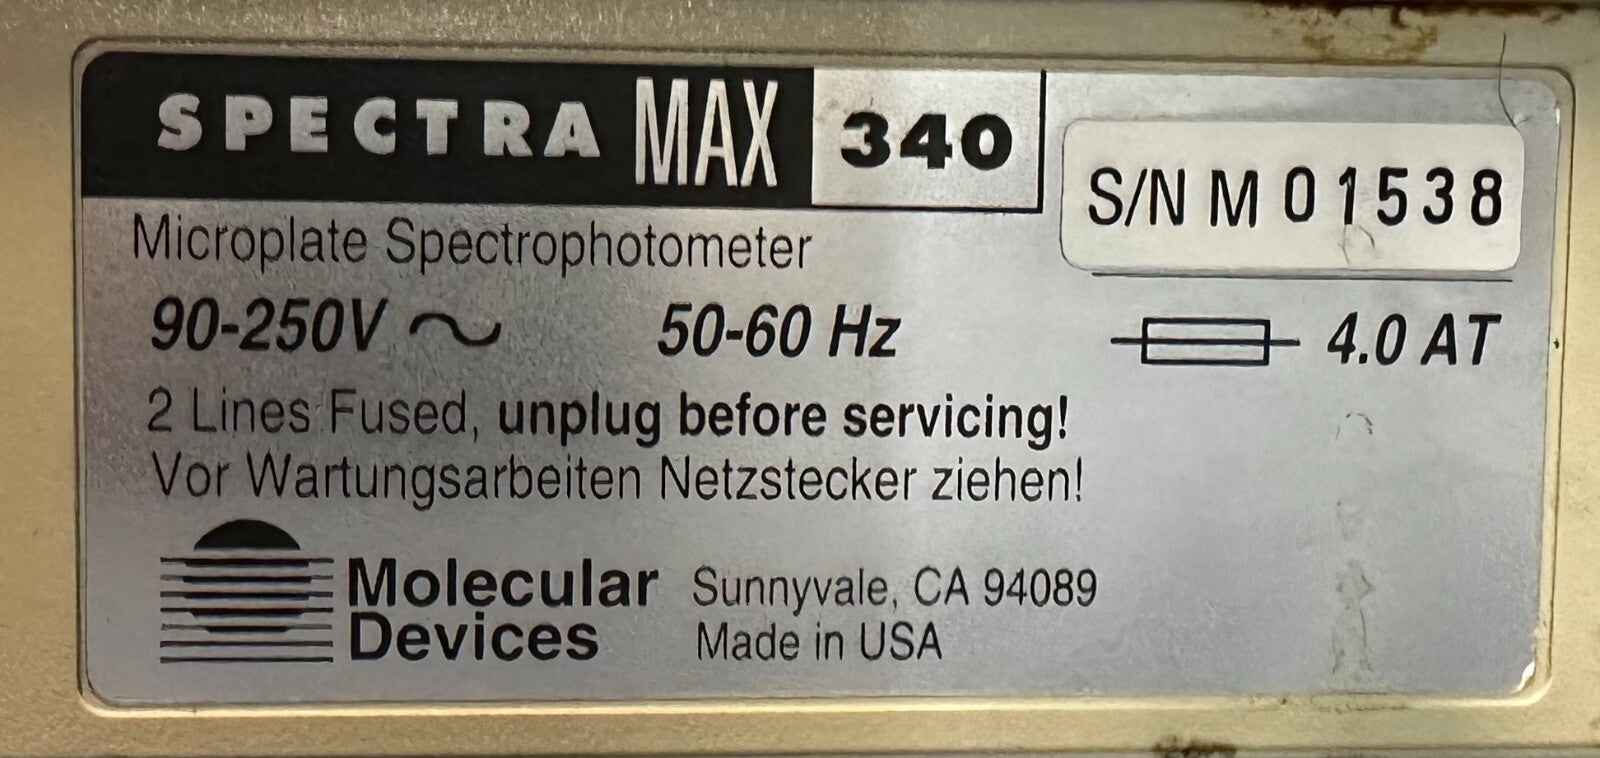 SPECTRA MAX 340
S/N M 01538
Microplate Spectrophotometer
90-250V ~ 50-60 Hz 4.0 AT
2 Lines Fused, unplug before servicing!
Vor Wartungsarbeiten Netzstecker ziehen!
Molecular Devices
Sunnyvale, CA 94089
Made in USA